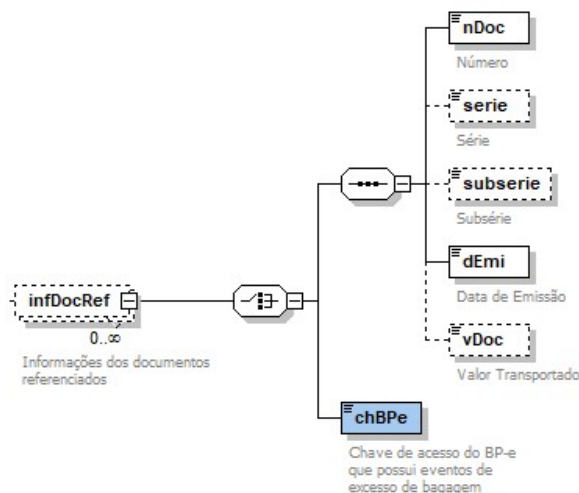 nDoc
Número
serie
Série
subserie
Subsérie
dEmi
Data de Emissão
vDoc
Valor Transportado
infDocRef
0..∞
Informações dos documentos
referenciados
chBPe
Chave de acesso do BP-e
que possui eventos de
excesso de bagagem